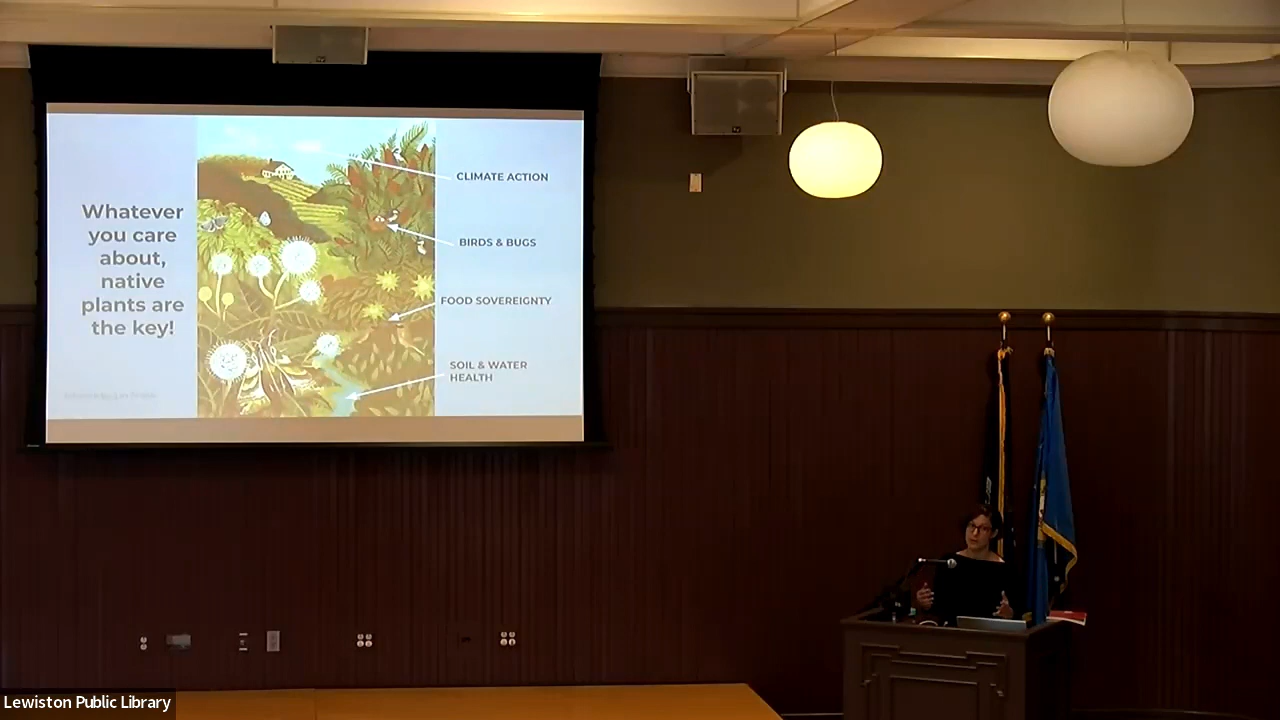 Whatever
you care
about,
native
plants are
the key!
CLIMATE ACTION
BIRDS & BUGS
FOOD SOVEREIGNTY
SOIL & WATER
HEALTH
Lewiston Public Library